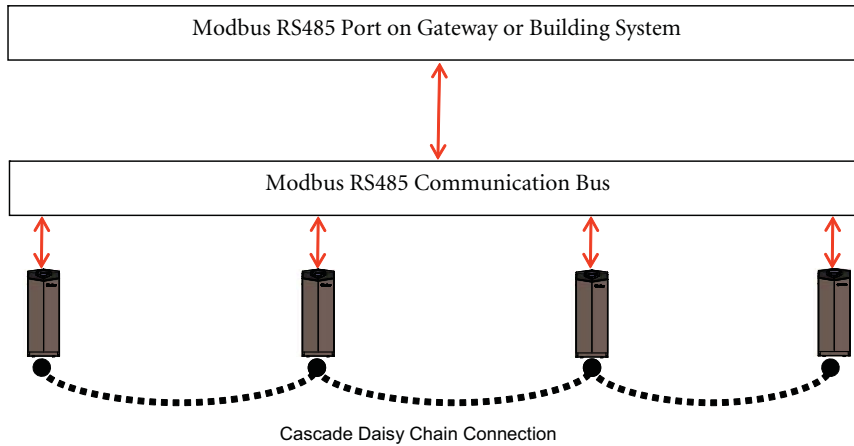 Modbus RS485 Port on Gateway or Building System
Modbus RS485 Communication Bus
Cascade Daisy Chain Connection